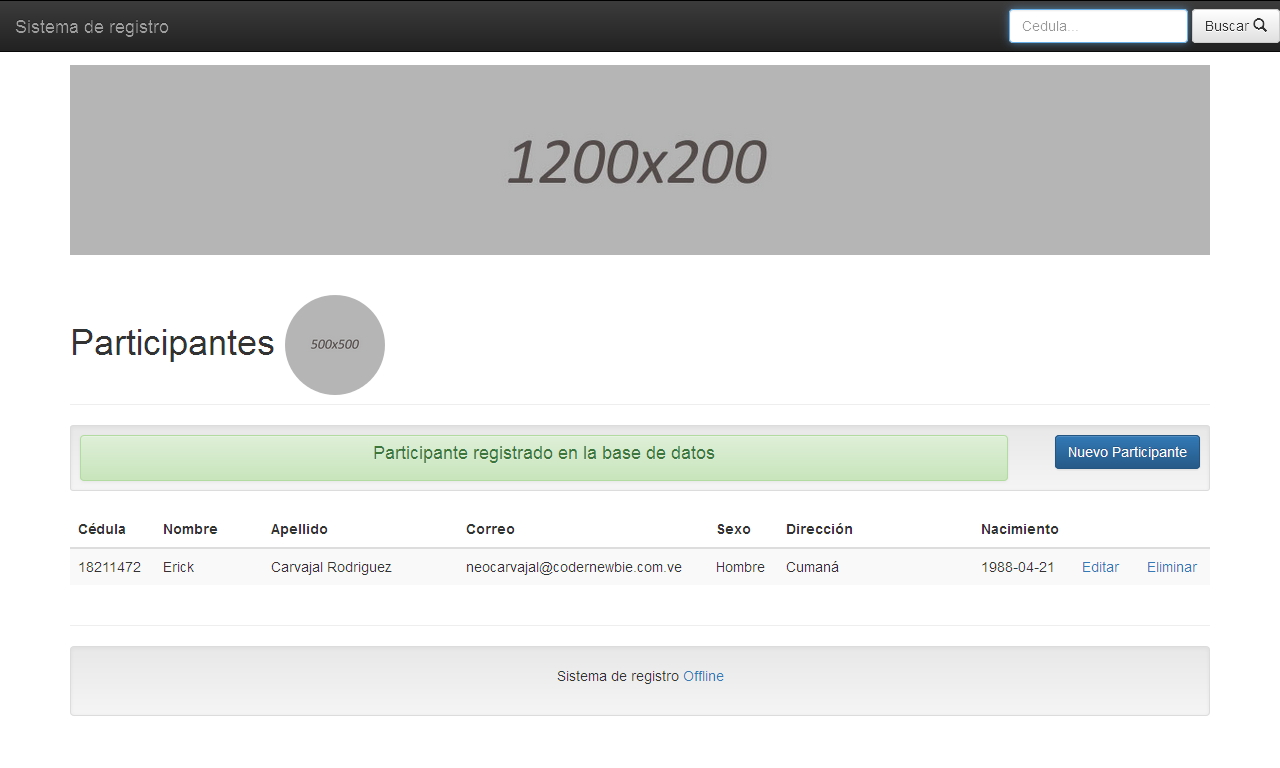 Sistema de registro Cedula... Buscar
1200x200
Participantes 500x500
Participante registrado en la base de datos Nuevo Participante
Cédula Nombre Apellido Correo Sexo Dirección Nacimiento
18211472 Erick Carvajal Rodriguez neocarvajal@codernewbie.com.ve Hombre Cumaná 1988-04-21 Editar Eliminar
Sistema de registro Offline